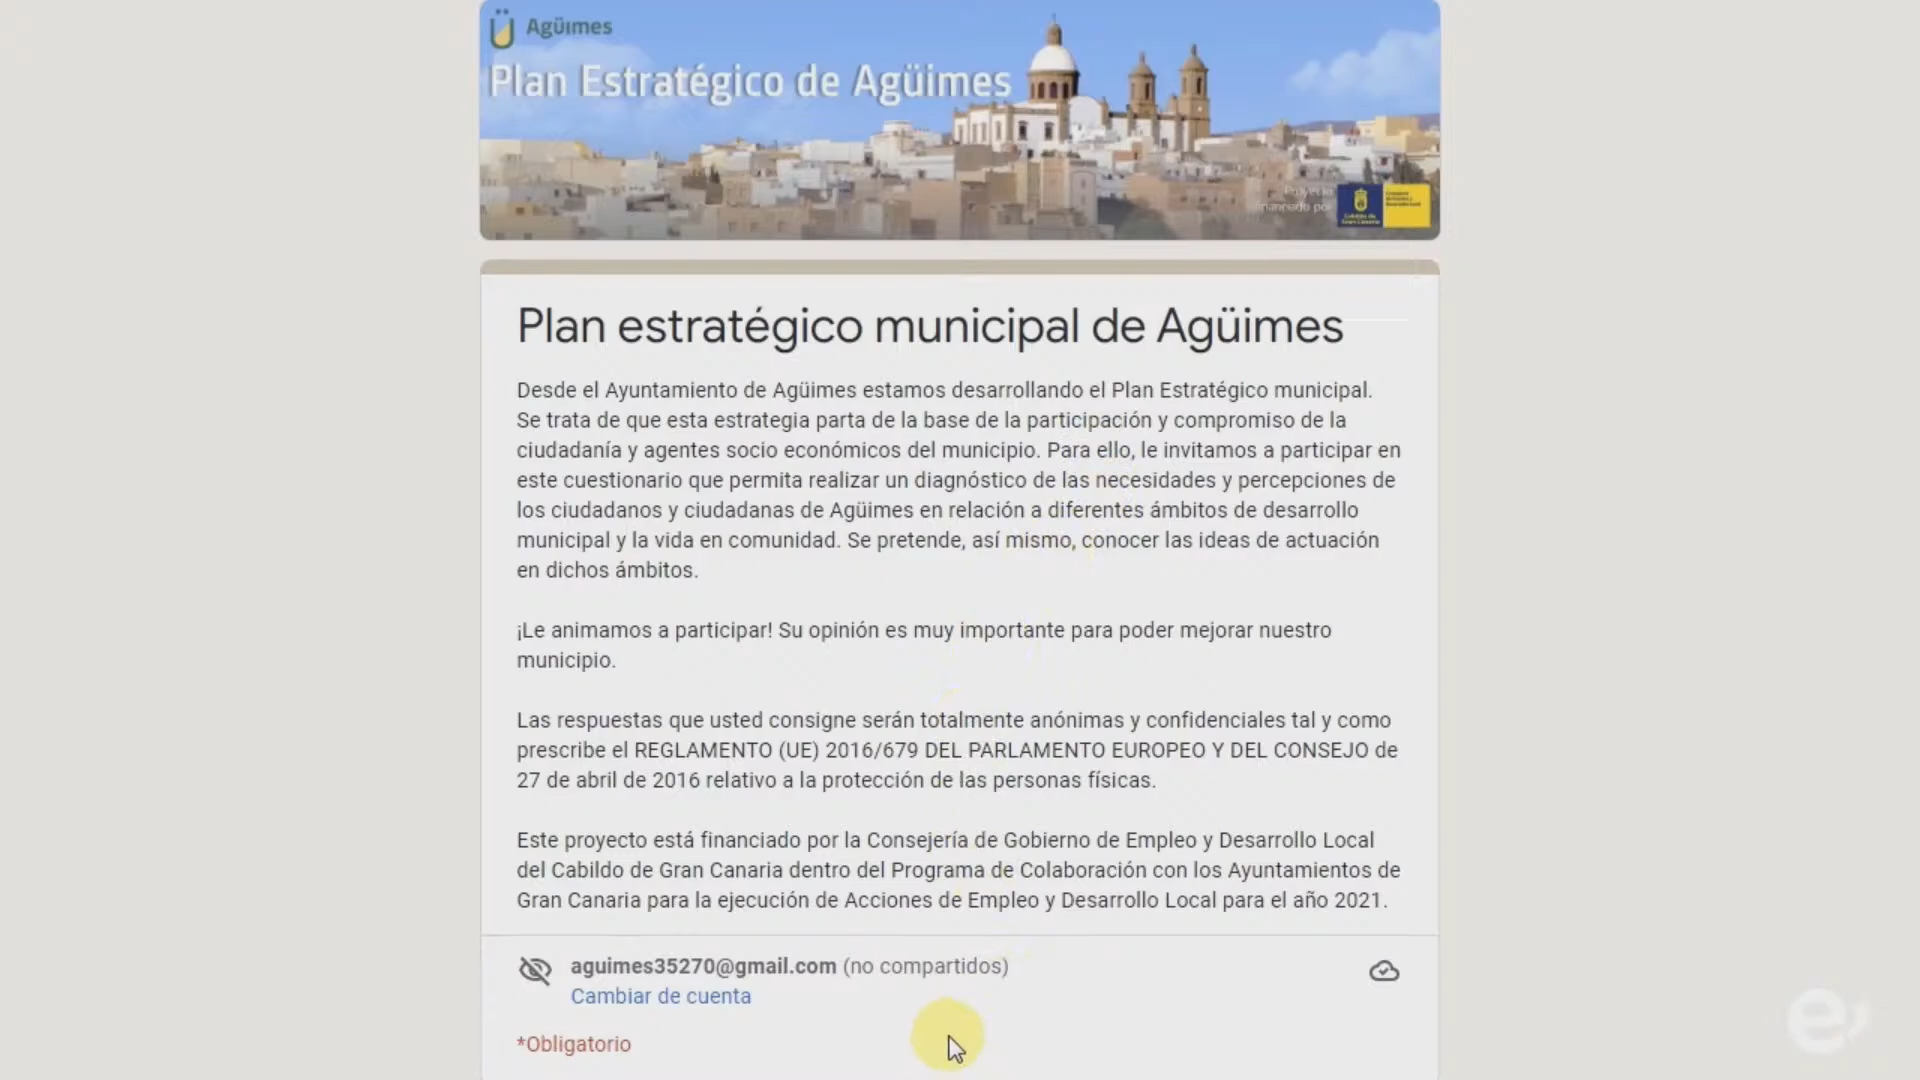 Agüimes
Plan Estratégico de Agüimes
Proyecto
financiado por
Cabildo de
Gran Canaria
Plan estratégico municipal de Agüimes
Desde el Ayuntamiento de Agüimes estamos desarrollando el Plan Estratégico municipal.
Se trata de que esta estrategia parta de la base de la participación y compromiso de la
ciudadanía y agentes socio económicos del municipio. Para ello, le invitamos a participar en
este cuestionario que permita realizar un diagnóstico de las necesidades y percepciones de
los ciudadanos y ciudadanas de Agüimes en relación a diferentes ámbitos de desarrollo
municipal y la vida en comunidad. Se pretende, así mismo, conocer las ideas de actuación
en dichos ámbitos.
¡Le animamos a participar! Su opinión es muy importante para poder mejorar nuestro
municipio.
Las respuestas que usted consigne serán totalmente anónimas y confidenciales tal y como
prescribe el REGLAMENTO (UE) 2016/679 DEL PARLAMENTO EUROPEO Y DEL CONSEJO de
27 de abril de 2016 relativo a la protección de las personas físicas.
Este proyecto está financiado por la Consejería de Gobierno de Empleo y Desarrollo Local
del Cabildo de Gran Canaria dentro del Programa de Colaboración con los Ayuntamientos de
Gran Canaria para la ejecución de Acciones de Empleo y Desarrollo Local para el año 2021.
aguimes35270@gmail.com (no compartidos)
Cambiar de cuenta
*Obligatorio